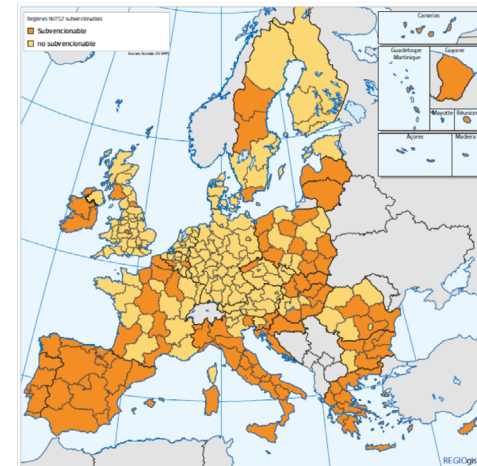 Regiones NUTS2 subvencionables
Subvencionable
no subvencionable
Canarias
Guadeloupe
Martinique
Guyane
Mayotte
Réunion
Açores
Madeira
REGIOgis